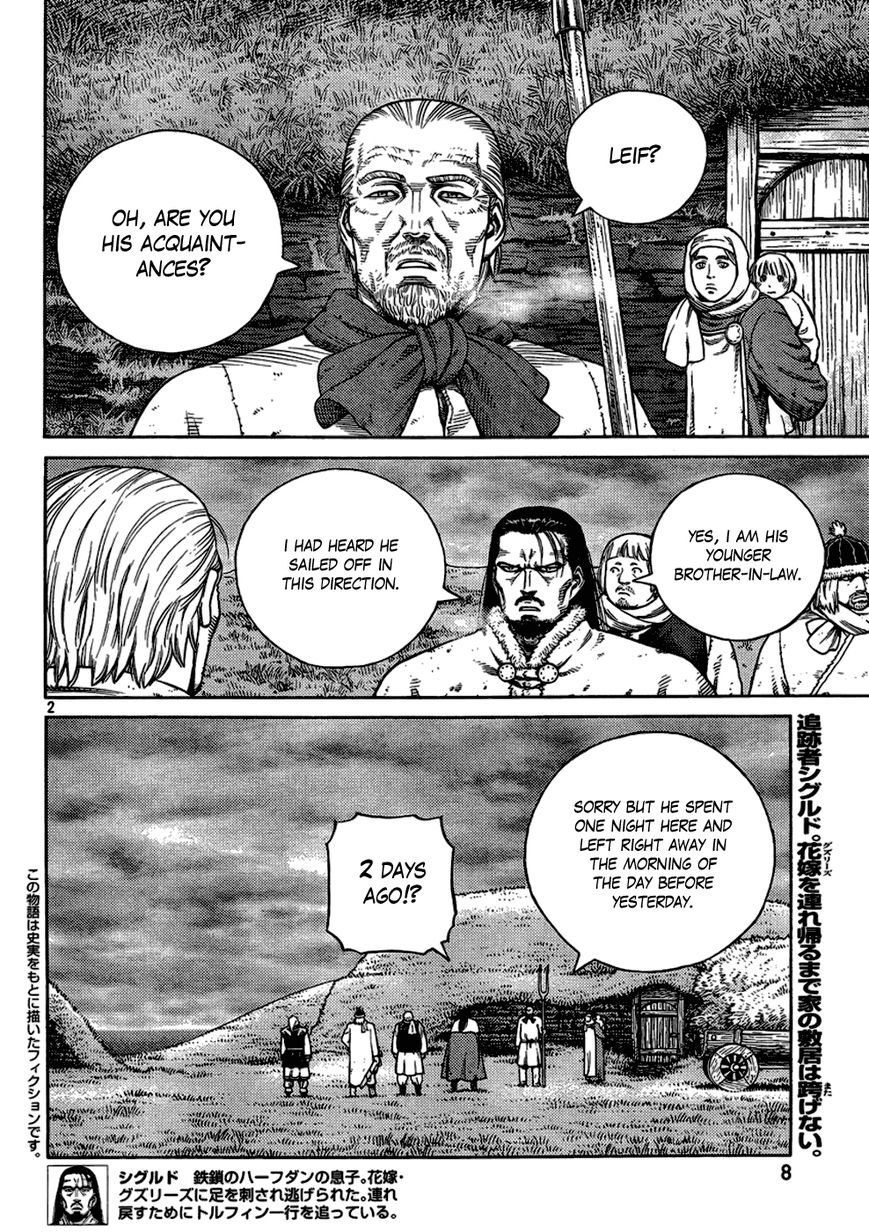 LEIF?
OH, ARE YOU
HIS ACQUAINT-
ANCES?
YES, I AM HIS
YOUNGER
BROTHER-IN-LAW.
I HAD HEARD HE
SAILED OFF IN
THIS DIRECTION.
2
SORRY BUT HE SPENT
ONE NIGHT HERE AND
LEFT RIGHT AWAY IN
THE MORNING OF
THE DAY BEFORE
YESTERDAY.
2 DAYS
AGO!?
追跡者シグルド。花嫁を連れ帰るまで家の敷居は跨げない。
グズリーズ
また
この物語は史実をもとに描いたフィクションです。
シグルド 鉄鎖のハーフダンの息子。花嫁・
グズリーズに足を刺され逃げられた。連れ
戻すためにトルフィン一行を追っている。
8